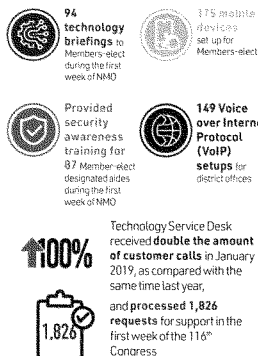 94
technology
briefings to
Members-elect
during the first
week of NMO
175 mobile
devices
set up for
Members-elect
Provided
security
awareness
training for
87 Member-elect
designated aides
during the first
week of NMO
149 Voice
over Intern
Protocol
(VoIP)
setups for
district offices
100%
Technology Service Desk
received double the amount
of customer calls in January
2019, as compared with the
same time last year,
1,826
and processed 1,826
requests for support in the
first week of the 116th
Congress